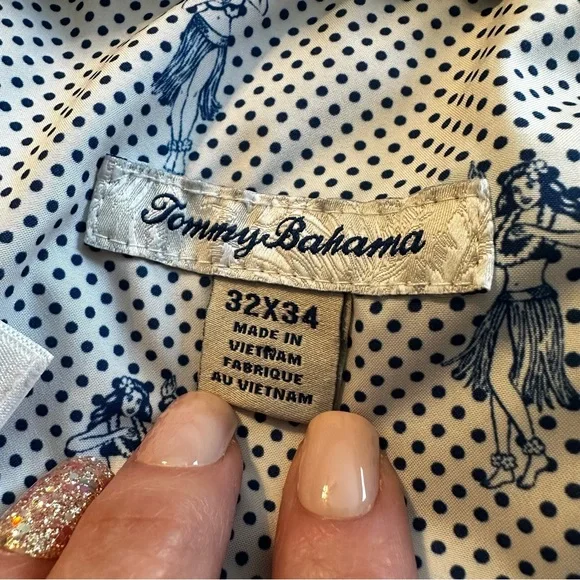 Tommy Bahama
32X34
MADE IN
VIETNAM
FABRIQUE
AU VIETNAM